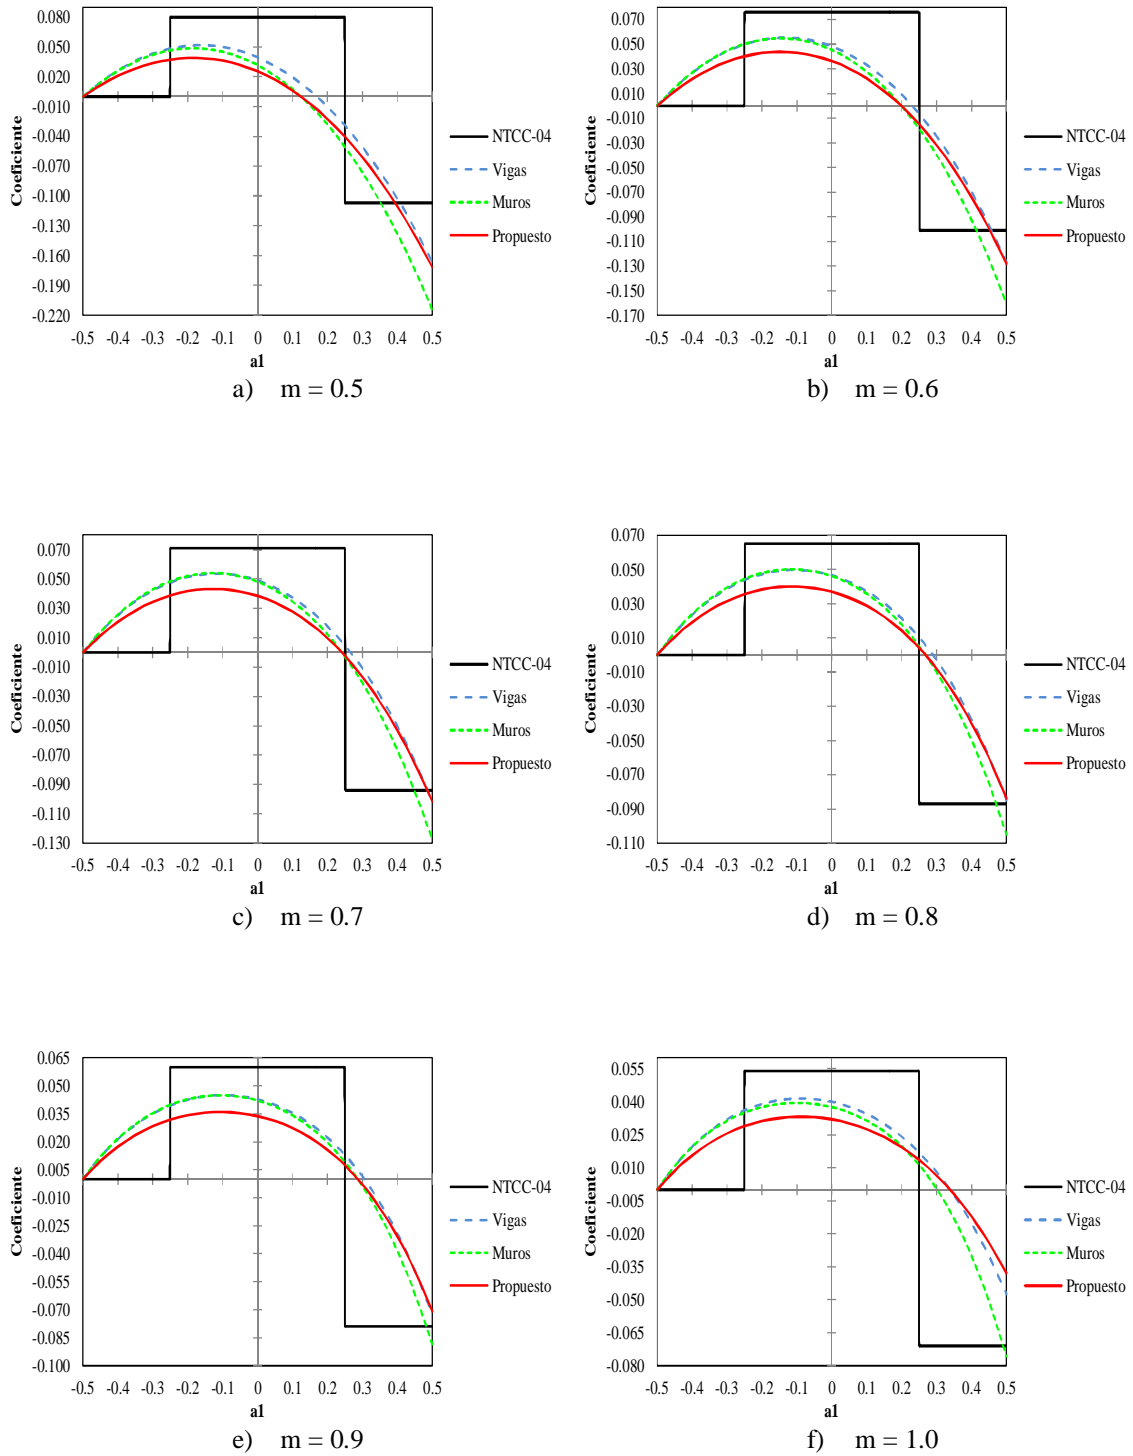 0.080
0.050
0.020
-0.010
-0.040
-0.070
-0.100
-0.130
-0.160
-0.190
-0.220
Coeficiente
-0.5 -0.4 -0.3 -0.2 -0.1 0 0.1 0.2 0.3 0.4 0.5
a1
NTCC-04
Vigas
Muros
Propuesto
a) m = 0.5
0.070
0.050
0.030
0.010
-0.010
-0.030
-0.050
-0.070
-0.090
-0.110
-0.130
-0.150
-0.170
Coeficiente
-0.5 -0.4 -0.3 -0.2 -0.1 0 0.1 0.2 0.3 0.4 0.5
a1
NTCC-04
Vigas
Muros
Propuesto
b) m = 0.6
0.070
0.050
0.030
0.010
-0.010
-0.030
-0.050
-0.070
-0.090
-0.110
-0.130
Coeficiente
-0.5 -0.4 -0.3 -0.2 -0.1 0 0.1 0.2 0.3 0.4 0.5
a1
NTCC-04
Vigas
Muros
Propuesto
c) m = 0.7
0.070
0.050
0.030
0.010
-0.010
-0.030
-0.050
-0.070
-0.090
-0.110
Coeficiente
-0.5 -0.4 -0.3 -0.2 -0.1 0 0.1 0.2 0.3 0.4 0.5
a1
NTCC-04
Vigas
Muros
Propuesto
d) m = 0.8
0.065
0.050
0.035
0.020
0.005
-0.010
-0.025
-0.040
-0.055
-0.070
-0.085
-0.100
Coeficiente
-0.5 -0.4 -0.3 -0.2 -0.1 0 0.1 0.2 0.3 0.4 0.5
a1
NTCC-04
Vigas
Muros
Propuesto
e) m = 0.9
0.055
0.040
0.025
0.010
-0.005
-0.020
-0.035
-0.050
-0.065
-0.080
Coeficiente
-0.5 -0.4 -0.3 -0.2 -0.1 0 0.1 0.2 0.3 0.4 0.5
a1
NTCC-04
Vigas
Muros
Propuesto
f) m = 1.0